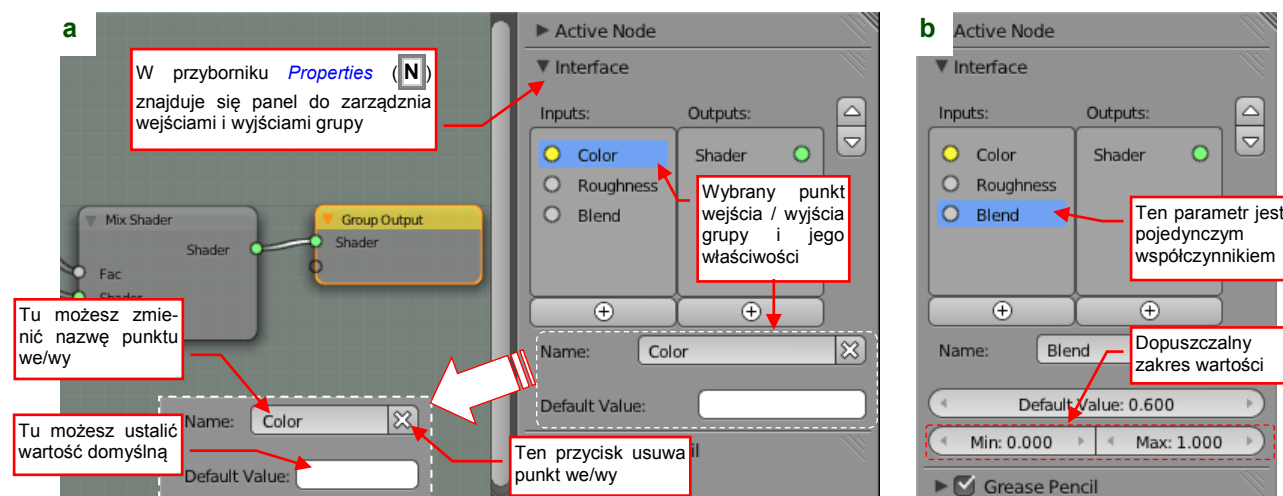 a
W przyborniku Properties (N)
znajduje się panel do zarządznia
wejściami i wyjściami grupy
Mix Shader
Shader
Fac
Shader
Group Output
Shader
Tu możesz zmie-
nić nazwę punktu
we/wy
Tu możesz ustalić
wartość domyślną
Name: Color
Default Value:
Ten przycisk usuwa
punkt we/wy
Active Node
Interface
Inputs: Outputs:
Color Shader
Roughness
Blend
Wybrany punkt
wejścia / wyjścia
grupy i jego
właściwości
Name: Color
Default Value:
b
Active Node
Interface
Inputs: Outputs:
Color Shader
Roughness
Blend
Ten parametr jest
pojedynczym
współczynnikiem
Name: Blend
Dopuszczalny
zakres wartości
Default Value: 0.600
Min: 0.000 Max: 1.000
Grease Pencil